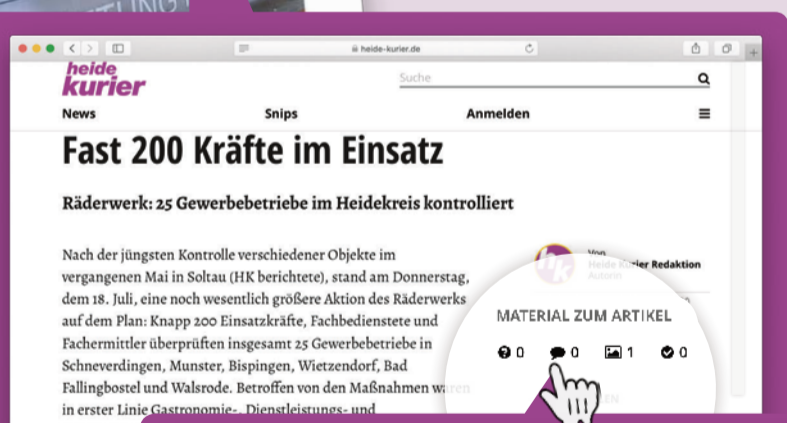 heide-kurier.de
heide
kurier
Suche
News Snips Anmelden
Fast 200 Kräfte im Einsatz
Räderwerk: 25 Gewerbebetriebe im Heidekreis kontrolliert
Nach der jüngsten Kontrolle verschiedener Objekte im
vergangenen Mai in Soltau (HK berichtete), stand am Donnerstag,
dem 18. Juli, eine noch wesentlich größere Aktion des Räderwerks
auf dem Plan: Knapp 200 Einsatzkräfte, Fachbedienstete und
Fachermittler überprüften insgesamt 25 Gewerbebetriebe in
Schneverdingen, Munster, Bispingen, Wietzendorf, Bad
Fallingbostel und Walsrode. Betroffen von den Maßnahmen waren
in erster Linie Gastronomie-, Dienstleistungs- und
hk
Von
Heide Kurier Redaktion
Autorin
MATERIAL ZUM ARTIKEL
0 0 1 0